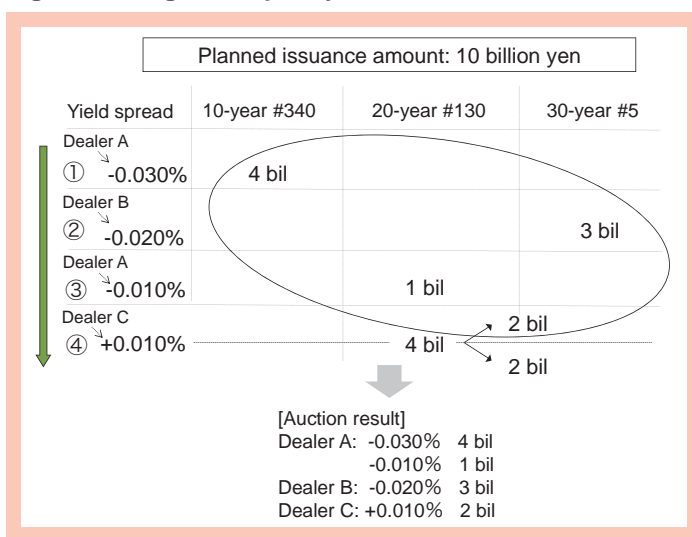 Planned issuance amount: 10 billion yen
Yield spread 10-year #340 20-year #130 30-year #5
Dealer A
① -0.030% 4 bil
Dealer B
② -0.020% 3 bil
Dealer A
③ -0.010% 1 bil
Dealer C
2 bil
④ +0.010% 4 bil
2 bil
[Auction result]
Dealer A: -0.030% 4 bil
-0.010% 1 bil
Dealer B: -0.020% 3 bil
Dealer C: +0.010% 2 bil